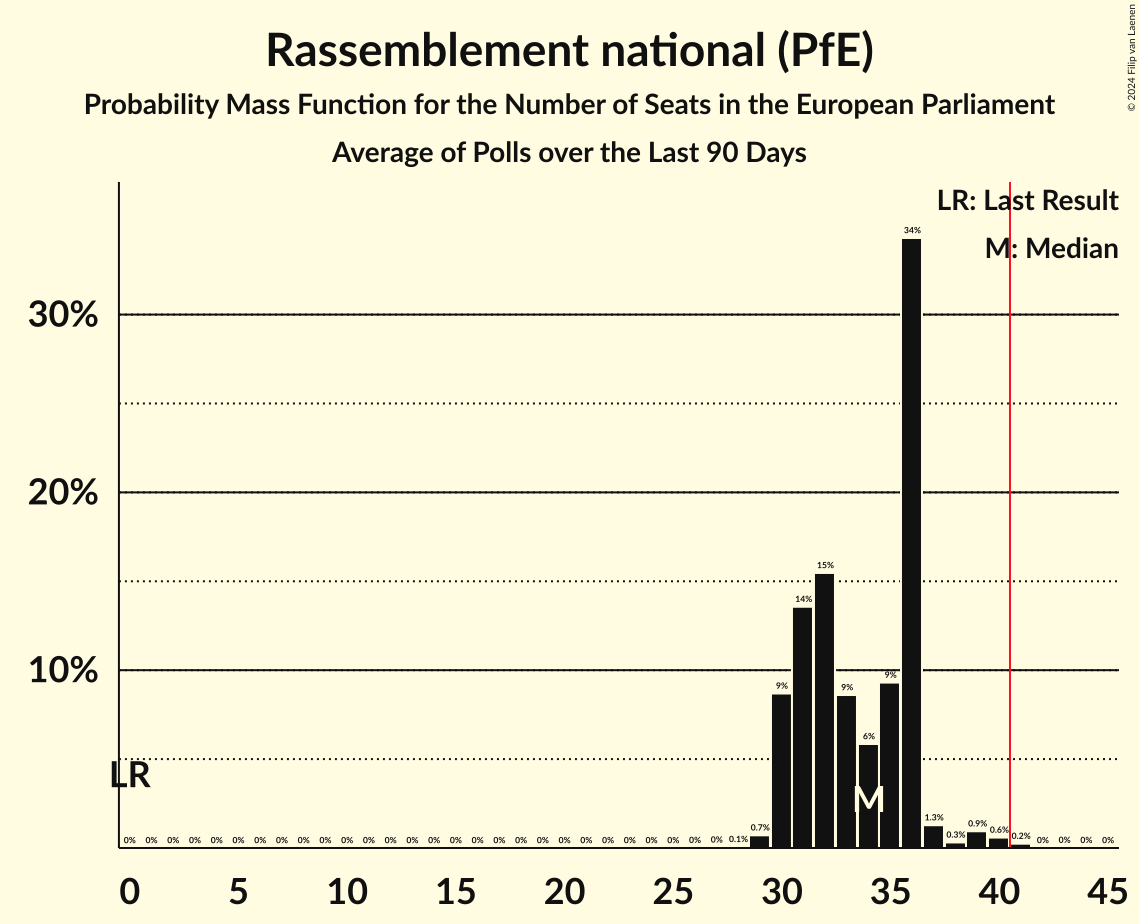 Rassemblement national (PfE)
Probability Mass Function for the Number of Seats in the European Parliament
Average of Polls over the Last 90 Days
© 2024 Filip van Laenen
LR: Last Result
M: Median
34%
30%
20%
15%
14%
10%
9% 9% 9%
6%
LR
M
0% 0% 0% 0% 0% 0% 0% 0% 0% 0% 0% 0% 0% 0% 0% 0% 0% 0% 0% 0% 0% 0% 0% 0% 0% 0% 0% 0% 0.1% 0.7% 1.3% 0.3% 0.9% 0.6% 0.2% 0% 0% 0% 0%
0 5 10 15 20 25 30 35 40 45